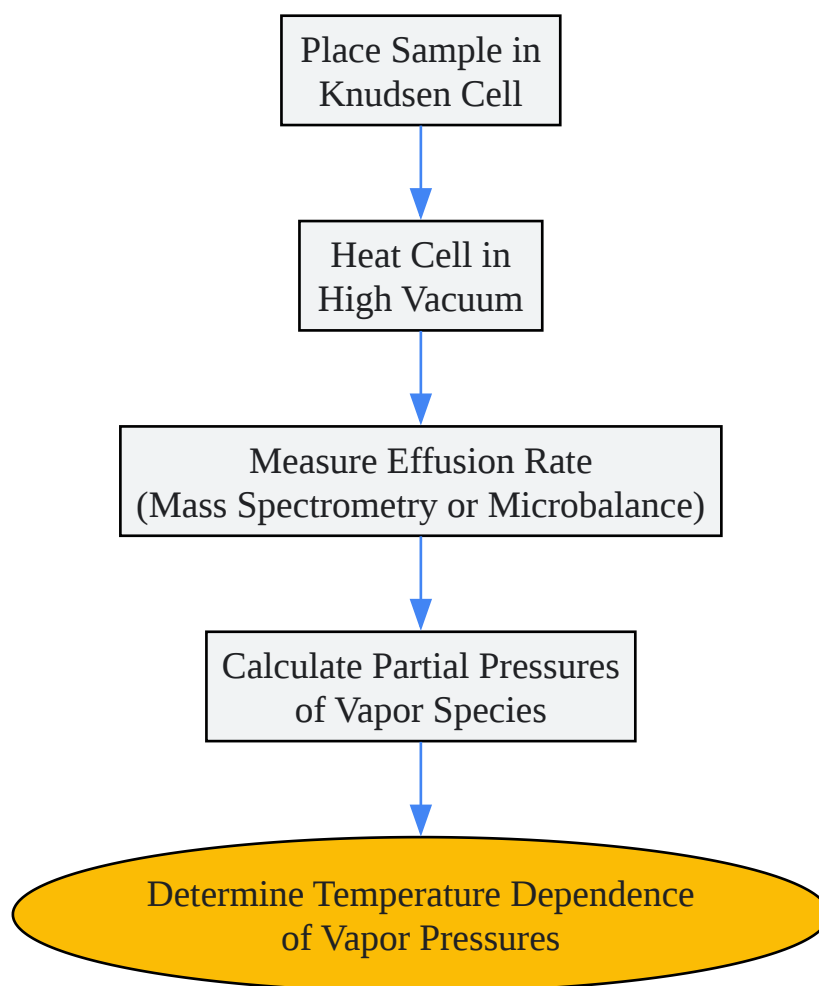 Place Sample in
Knudsen Cell
Heat Cell in
High Vacuum
Measure Effusion Rate
(Mass Spectrometry or Microbalance)
Calculate Partial Pressures
of Vapor Species
Determine Temperature Dependence
of Vapor Pressures